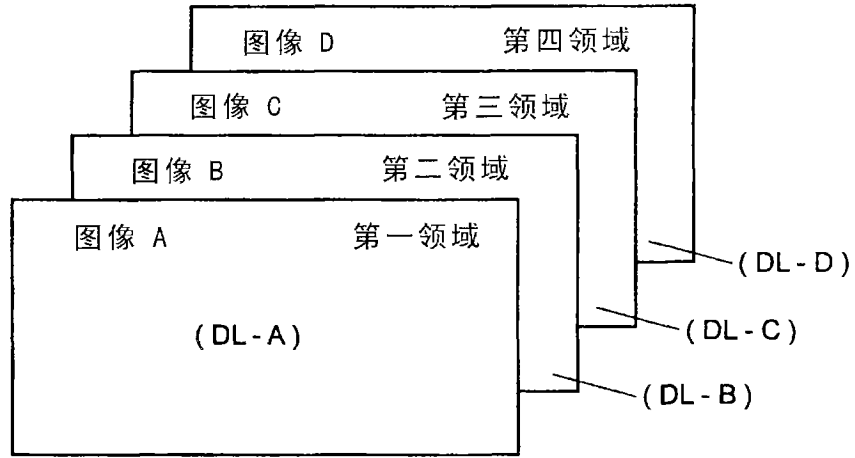 图像 D 第四领域
图像 C 第三领域
图像 B 第二领域
图像 A 第一领域
(DL-D)
(DL-C)
(DL-A)
(DL-B)